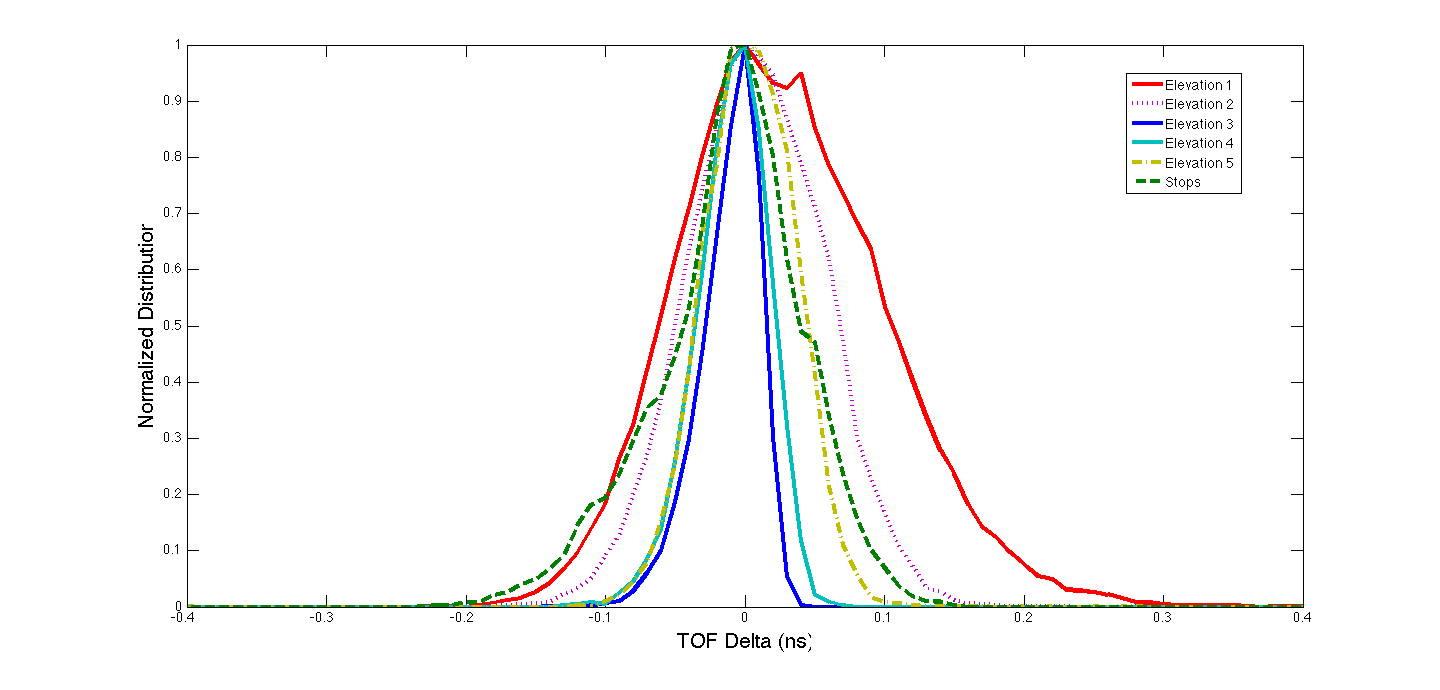 1
0.9
0.8
0.7
0.6
0.5
0.4
0.3
0.2
0.1
0
Normalized Distributior
-0.4 -0.3 -0.2 -0.1 0 0.1 0.2 0.3 0.4
TOF Delta (ns)
Elevation 1
Elevation 2
Elevation 3
Elevation 4
Elevation 5
Stops